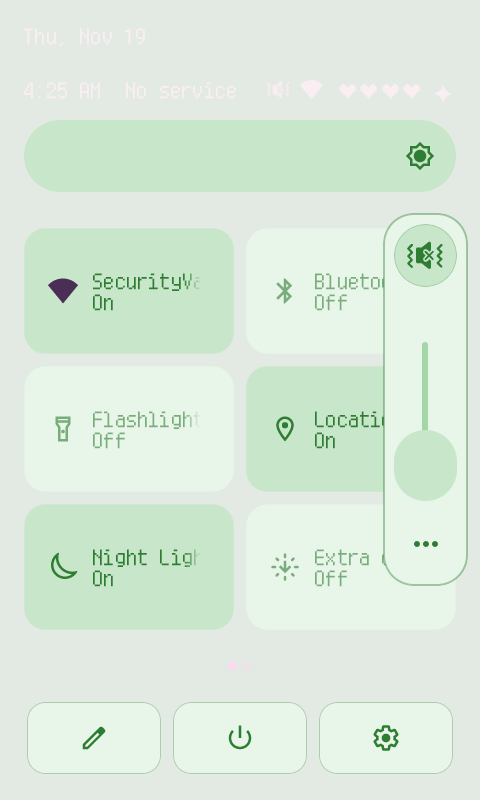 Thu, Nov 19
4:25 AM No service
SecurityVa
On
Bluetoo
Off
Flashlight
Off
Locatio
On
Night Ligh
On
Extra
Off